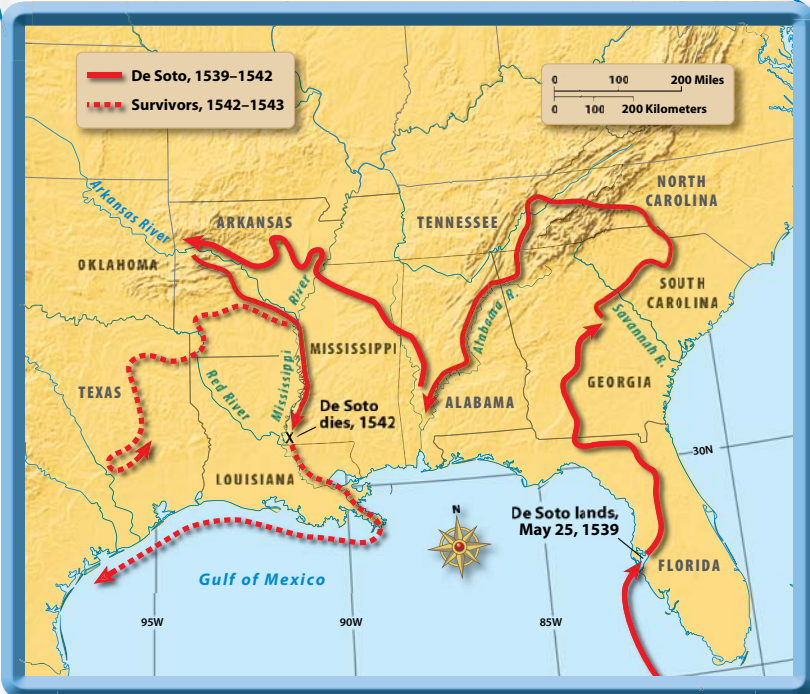 De Soto, 1539–1542
Survivors, 1542–1543
0 100 200 Miles
0 100 200 Kilometers
NORTH
CAROLINA
Arkansas River
ARKANSAS
TENNESSEE
OKLAHOMA
SOUTH
CAROLINA
River
Alabama R.
Savannah R.
MISSISSIPPI
Mississippi
TEXAS
Red River
GEORGIA
ALABAMA
De Soto
dies, 1542
X
30N
LOUISIANA
N
De Soto lands,
May 25, 1539
FLORIDA
Gulf of Mexico
95W
90W
85W